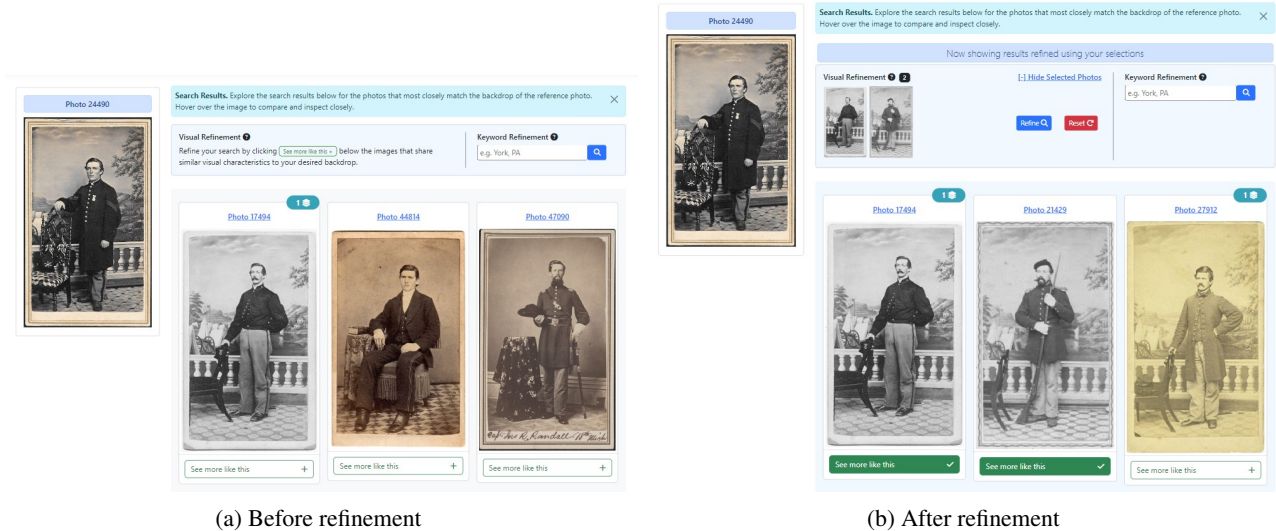 Photo 24490
Search Results. Explore the search results below for the photos that most closely match the backdrop of the reference photo.
Hover over the image to compare and inspect closely.
Visual Refinement
Refine your search by clicking See more like this + below the images that share
similar visual characteristics to your desired backdrop.
Keyword Refinement
e.g. York, PA
1
Photo 17494
Photo 44814
Photo 47090
Capt Jno R. Randall
See more like this
See more like this
See more like this
(a) Before refinement
Photo 24490
Search Results. Explore the search results below for the photos that most closely match the backdrop of the reference photo.
Hover over the image to compare and inspect closely.
Now showing results refined using your selections
Visual Refinement 2
[-] Hide Selected Photos
Refine
Reset
Keyword Refinement
e.g. York, PA
1
1
Photo 17494
Photo 21429
Photo 27912
See more like this
See more like this
See more like this
(b) After refinement